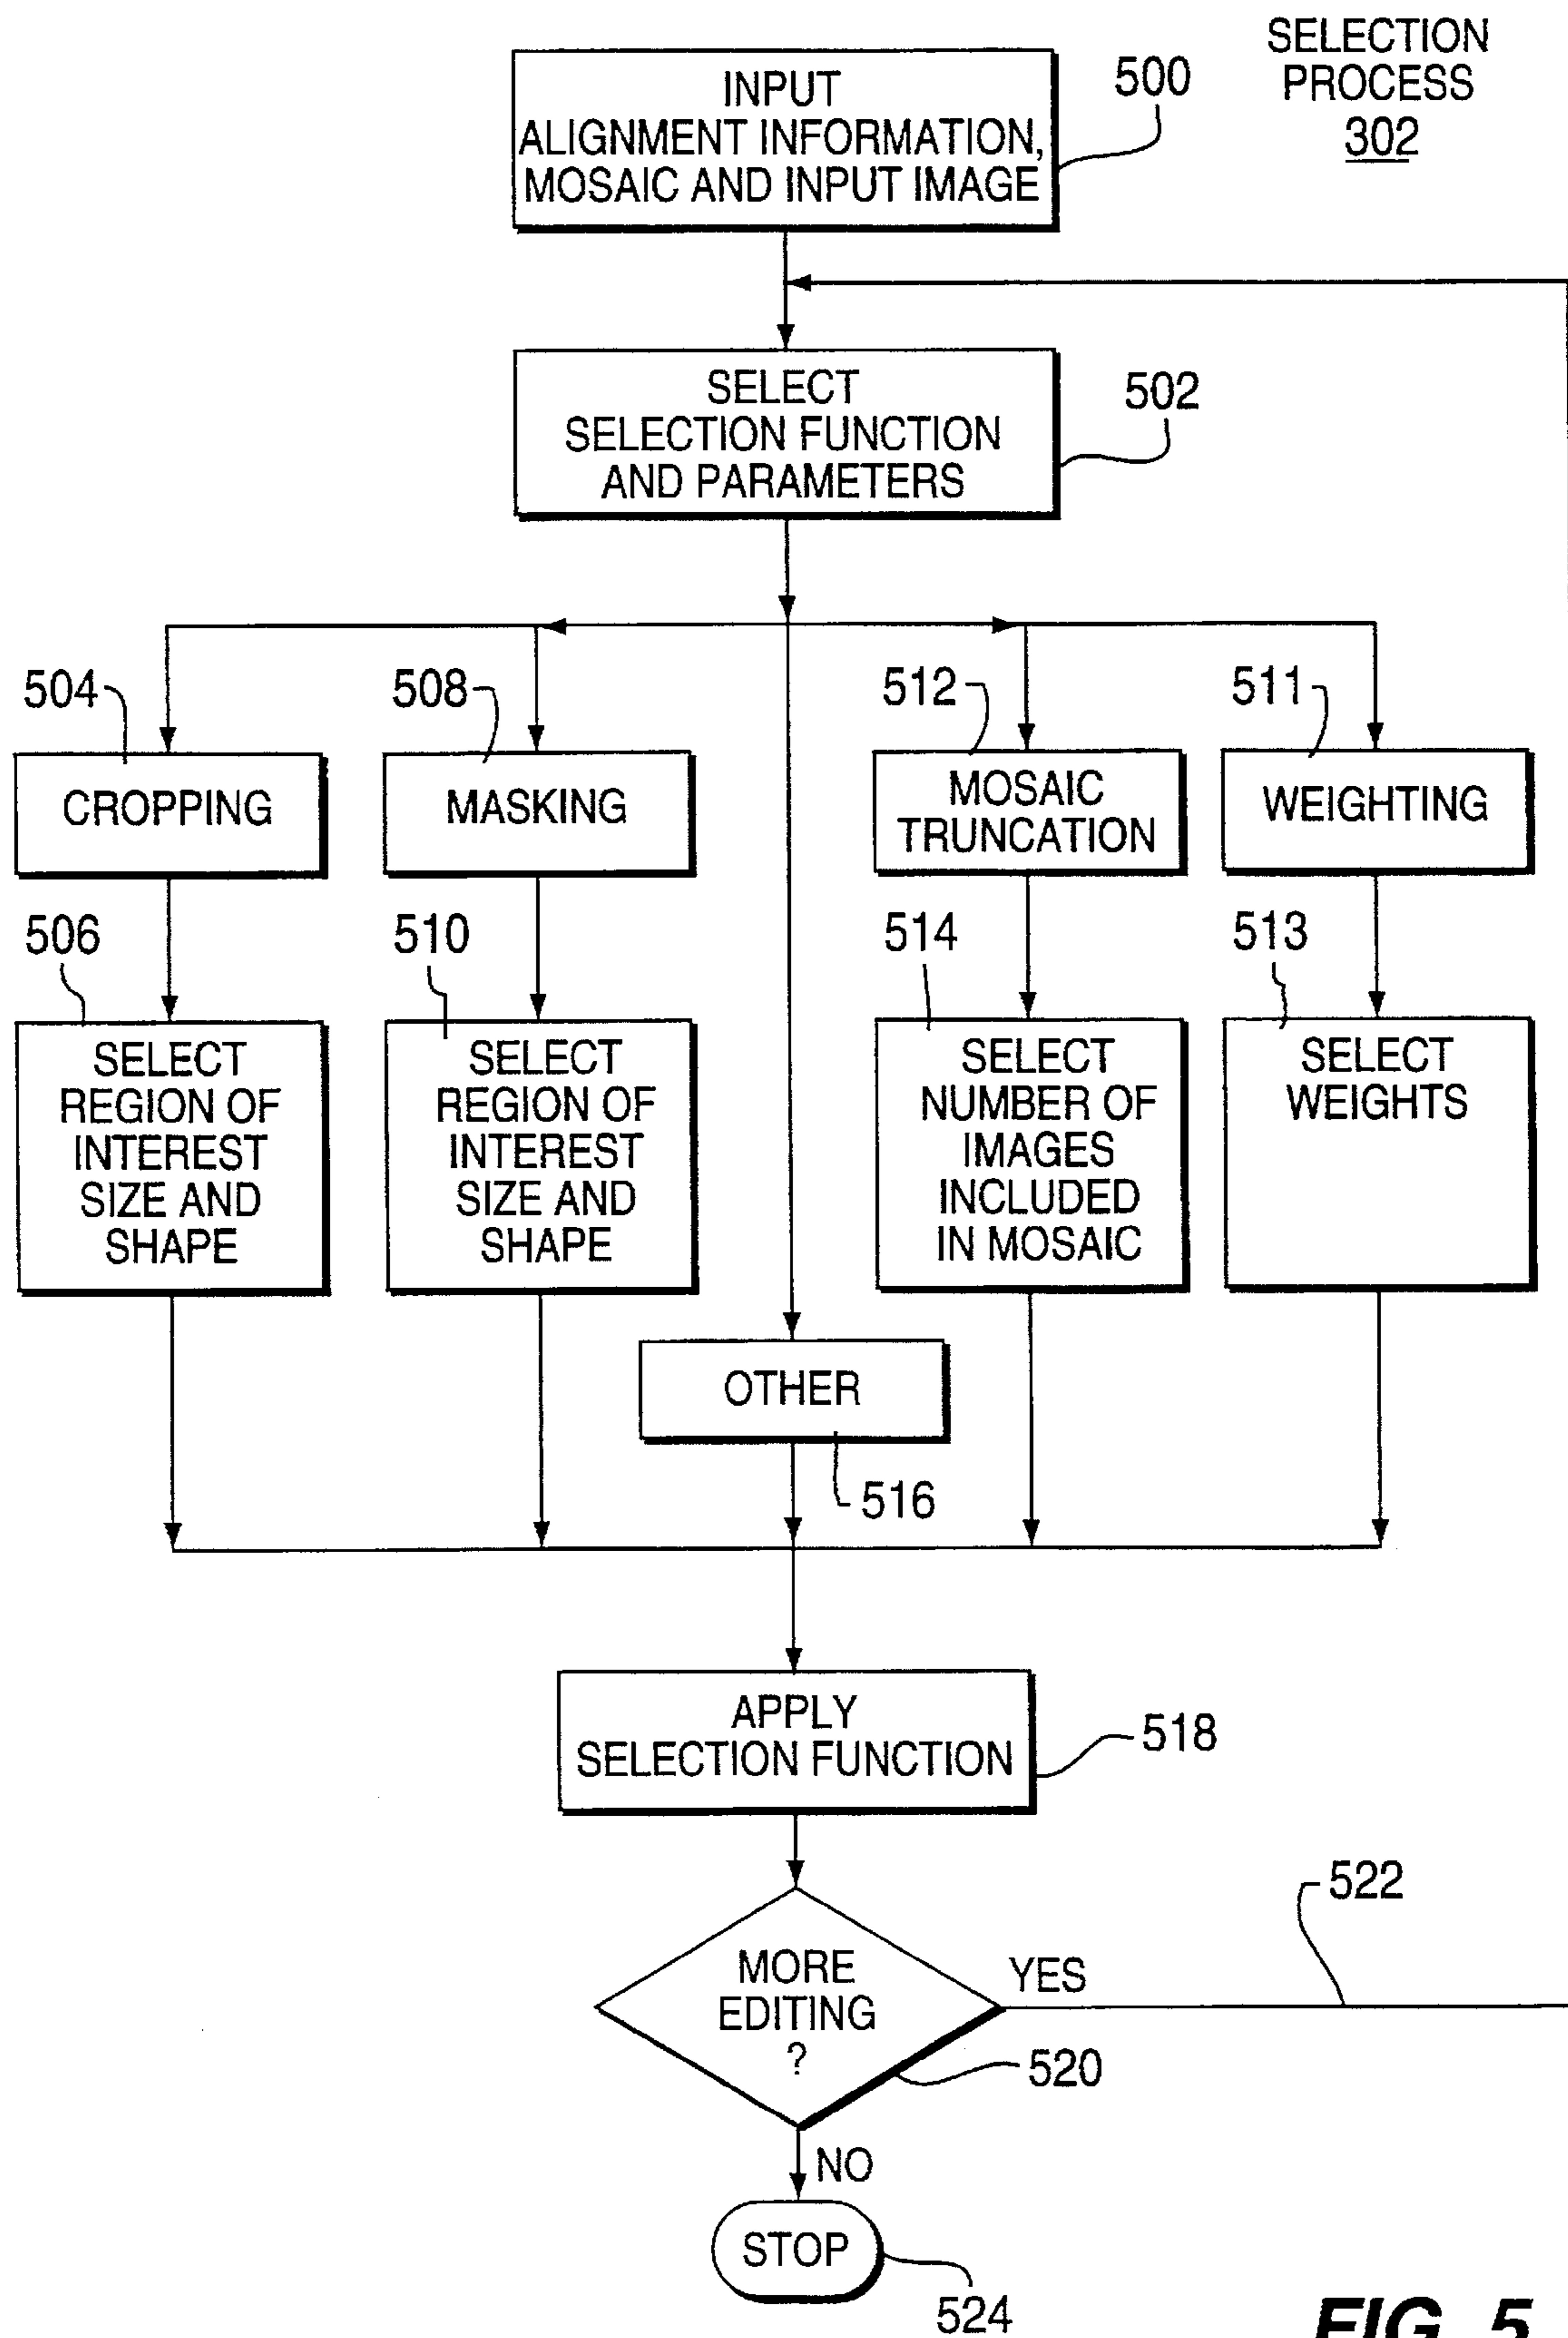 SELECTION
PROCESS
302
INPUT
ALIGNMENT INFORMATION,
MOSAIC AND INPUT IMAGE
500
SELECT
SELECTION FUNCTION
AND PARAMETERS
502
504
508
512
511
CROPPING
MASKING
MOSAIC
TRUNCATION
WEIGHTING
506
510
514
513
SELECT
REGION OF
INTEREST
SIZE AND
SHAPE
SELECT
REGION OF
INTEREST
SIZE AND
SHAPE
SELECT
NUMBER OF
IMAGES
INCLUDED
IN MOSAIC
SELECT
WEIGHTS
OTHER
516
APPLY
SELECTION FUNCTION
518
522
MORE
EDITING
?
YES
520
NO
STOP
524
FIG. 5